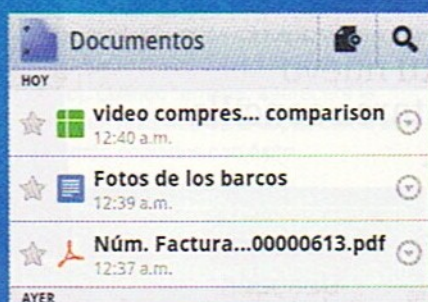 Documentos
HOY
video compres... comparison
12:40 a.m.
Fotos de los barcos
12:39 a.m.
Núm. Factura...00000613.pdf
12:37 a.m.
AYER